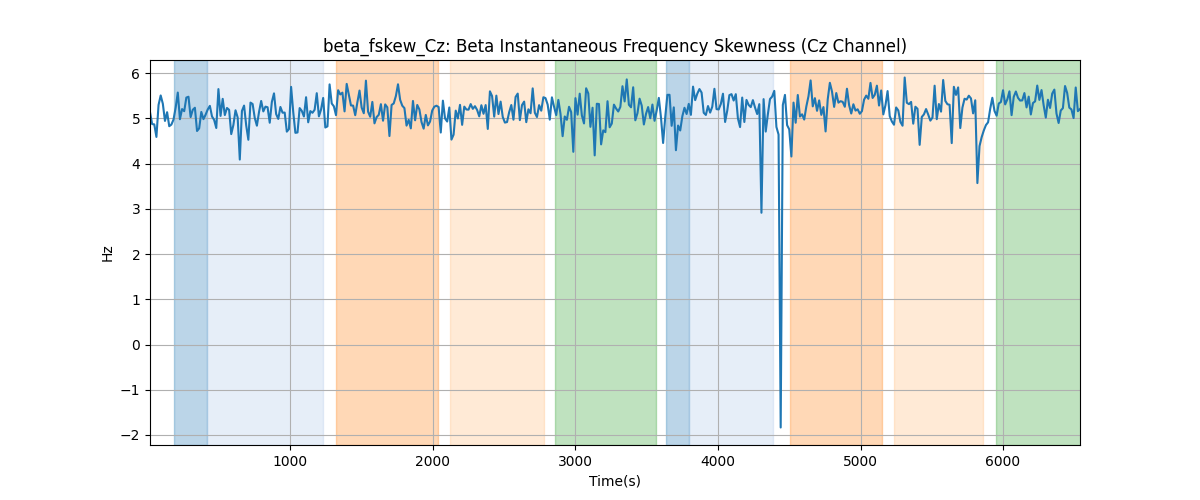 beta_fskew_Cz: Beta Instantaneous Frequency Skewness (Cz Channel)
6
5
4
3
2
1
0
−1
−2
Hz
1000 2000 3000 4000 5000 6000
Time(s)